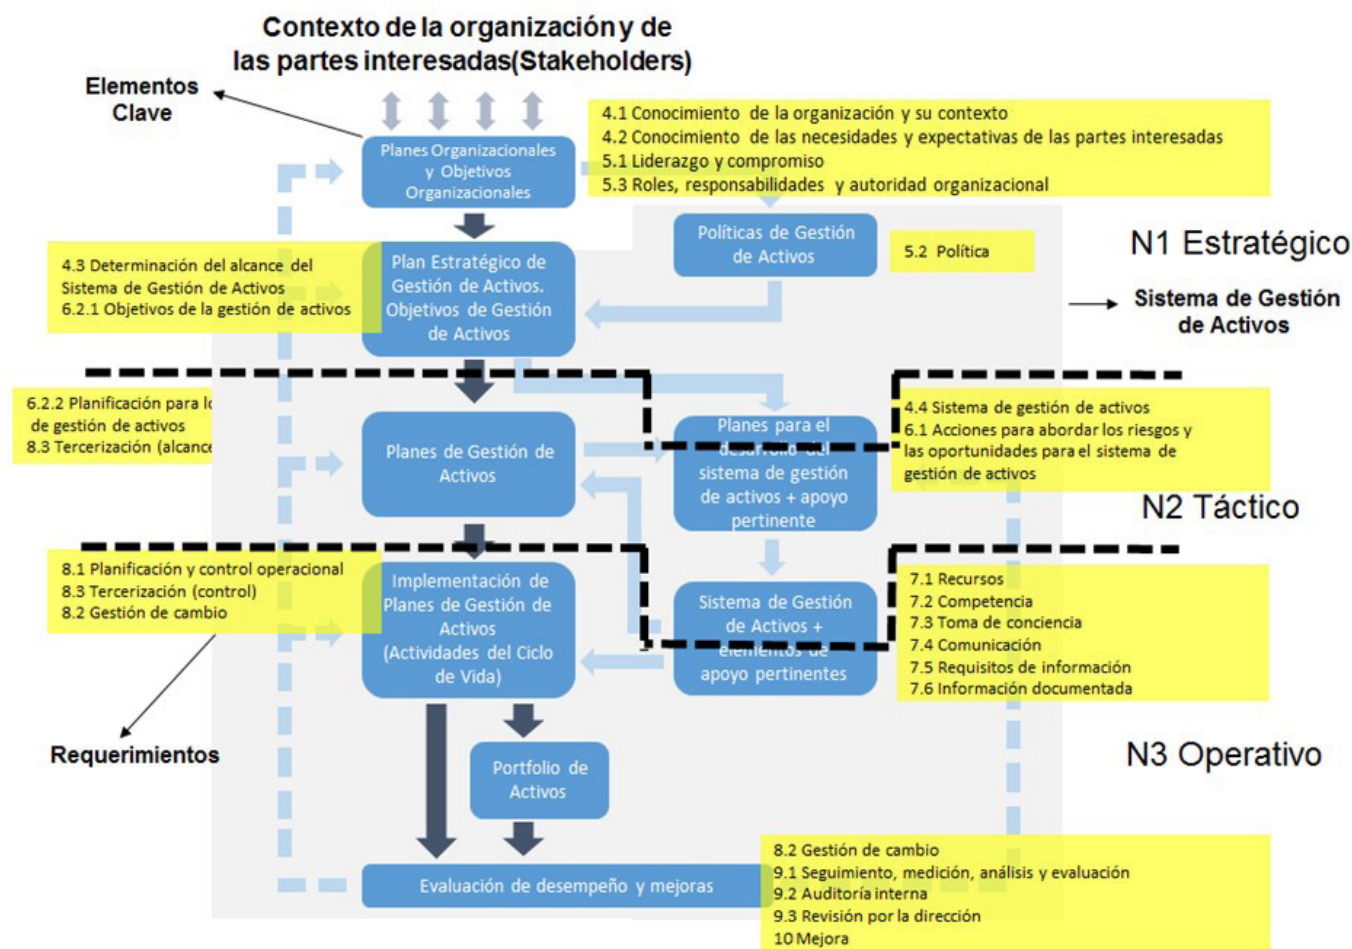 Contexto de la organización y de
las partes interesadas(Stakeholders)
Elementos
Clave
4.1 Conocimiento de la organización y su contexto
4.2 Conocimiento de las necesidades y expectativas de las partes interesadas
5.1 Liderazgo y compromiso
5.3 Roles, responsabilidades y autoridad organizacional
Planes Organizacionales
y Objetivos
Organizacionales
Políticas de Gestión
de Activos
5.2 Política
N1 Estratégico
4.3 Determinación del alcance del
Sistema de Gestión de Activos
6.2.1 Objetivos de la gestión de activos
Plan Estratégico de
Gestión de Activos.
Objetivos de Gestión
de Activos
Sistema de Gestión
de Activos
6.2.2 Planificación para
de gestión de activos
8.3 Tercerización (alcance
Planes de Gestión de
Activos
Planes para el
desarrollo del
sistema de gestión
de activos + apoyo
pertinente
4.4 Sistema de gestión de activos
6.1 Acciones para abordar los riesgos y
las oportunidades para el sistema de
gestión de activos
N2 Táctico
8.1 Planificación y control operacional
8.3 Tercerización (control)
8.2 Gestión de cambio
Implementación de
Planes de Gestión de
Activos
(Actividades del Ciclo
de Vida)
Sistema de Gestión
de Activos +
elementos de
apoyo pertinentes
7.1 Recursos
7.2 Competencia
7.3 Toma de conciencia
7.4 Comunicación
7.5 Requisitos de información
7.6 Información documentada
Requerimientos
N3 Operativo
Portfolio de
Activos
Evaluación de desempeño y mejoras
8.2 Gestión de cambio
9.1 Seguimiento, medición, análisis y evaluación
9.2 Auditoría interna
9.3 Revisión por la dirección
10 Mejora